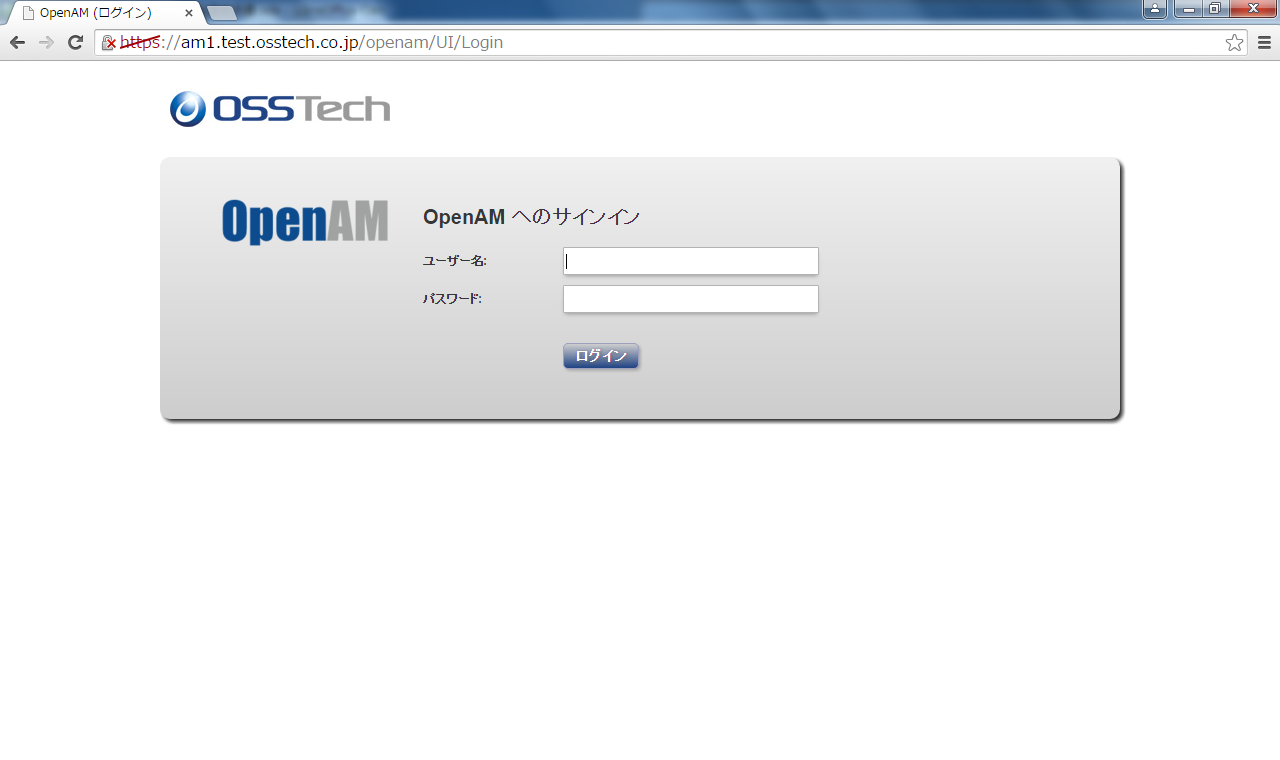 OpenAM (ログイン)
https://am1.test.osstech.co.jp/openam/UI/Login
OSSTech
OpenAM
OpenAM へのサインイン
ユーザー名:
パスワード:
ログイン